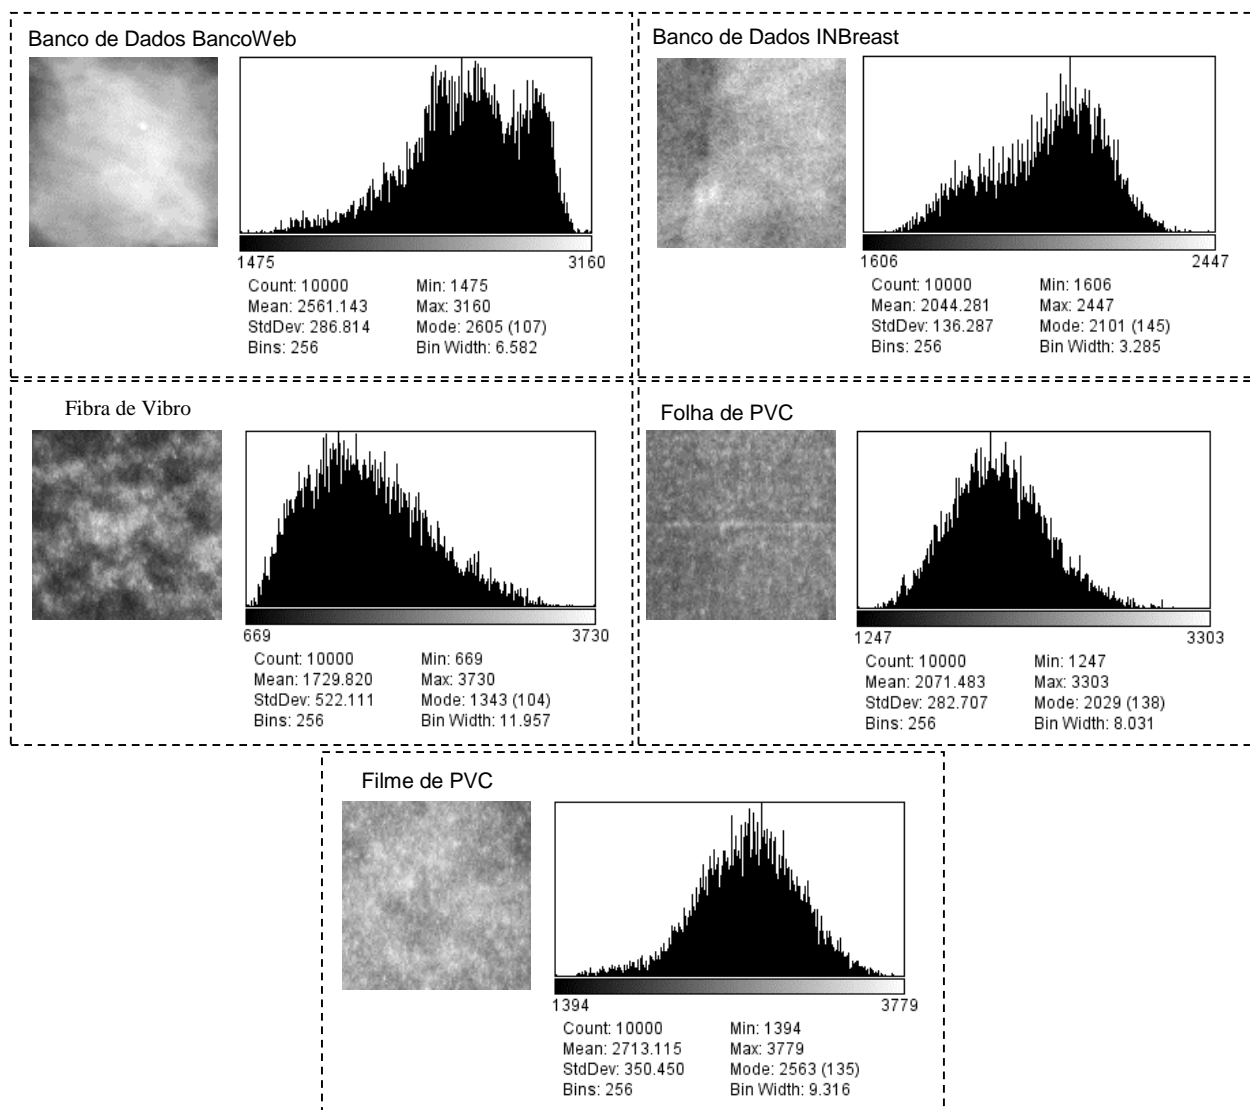 Banco de Dados BancoWeb
1475 3160
Count: 10000 Min: 1475
Mean: 2561.143 Max: 3160
StdDev: 286.814 Mode: 2605 (107)
Bins: 256 Bin Width: 6.582
Banco de Dados INBreast
1606 2447
Count: 10000 Min: 1606
Mean: 2044.281 Max: 2447
StdDev: 136.287 Mode: 2101 (145)
Bins: 256 Bin Width: 3.285
Fibra de Vibro
669 3730
Count: 10000 Min: 669
Mean: 1729.820 Max: 3730
StdDev: 522.111 Mode: 1343 (104)
Bins: 256 Bin Width: 11.957
Folha de PVC
1247 3303
Count: 10000 Min: 1247
Mean: 2071.483 Max: 3303
StdDev: 282.707 Mode: 2029 (138)
Bins: 256 Bin Width: 8.031
Filme de PVC
1394 3779
Count: 10000 Min: 1394
Mean: 2713.115 Max: 3779
StdDev: 350.450 Mode: 2563 (135)
Bins: 256 Bin Width: 9.316